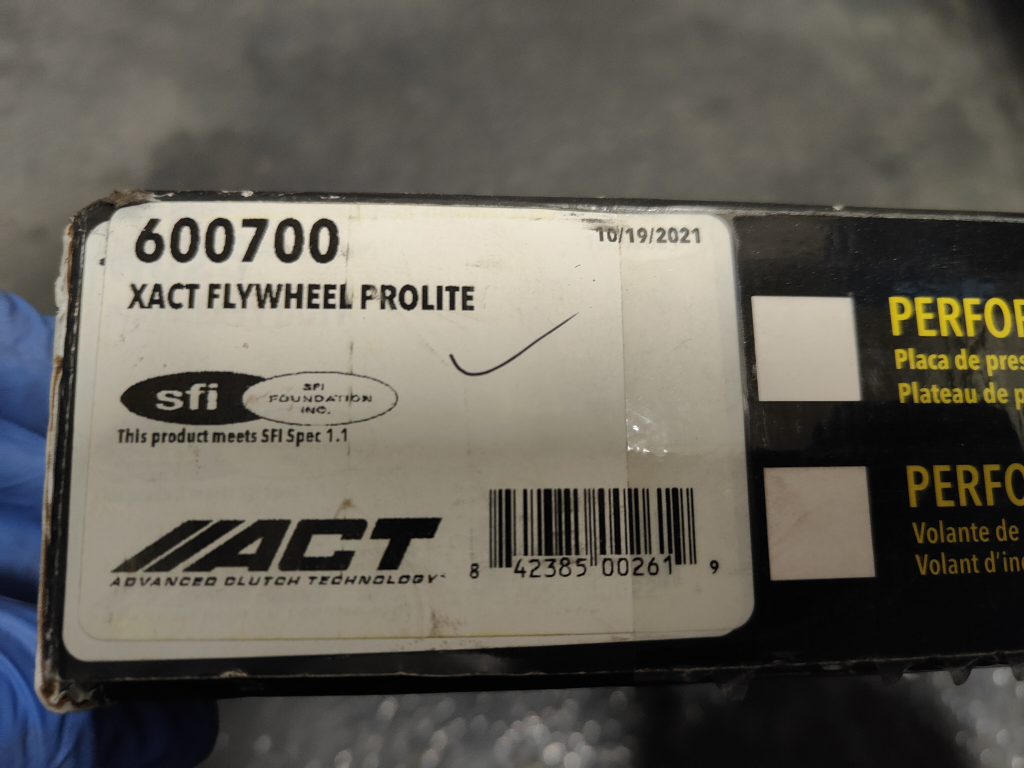 600700
10/19/2021
XACT FLYWHEEL PROLITE
sfi
SFI
FOUNDATION
INC.
This product meets SFI Spec 1.1
//ACT
ADVANCED CLUTCH TECHNOLOGY
8 42385 00261 9
PERFOR
Placa de pres
Plateau de p
PERFO
Volante de
Volant d'in